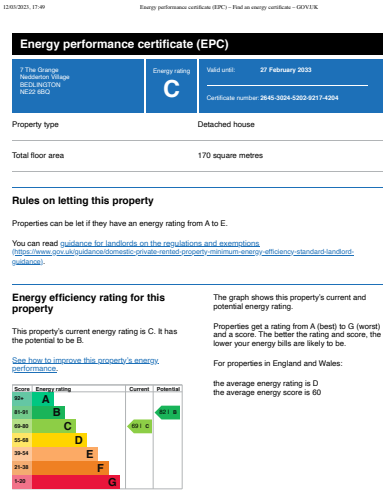 12/03/2023, 17:49
Energy performance certificate (EPC) – Find an energy certificate – GOV.UK
Energy performance certificate (EPC)
7 The Grange
Nedderton Village
BEDLINGTON
NE22 6BQ
Energy rating
C
Valid until: 27 February 2033
Certificate number: 2645-3024-5202-9217-4204
Property type Detached house
Total floor area 170 square metres
Rules on letting this property
Properties can be let if they have an energy rating from A to E.
You can read guidance for landlords on the regulations and exemptions
(https://www.gov.uk/guidance/domestic-private-rented-property-minimum-energy-efficiency-standard-landlord-
guidance).
Energy efficiency rating for this
property
This property's current energy rating is C. It has
the potential to be B.
See how to improve this property's energy
performance.
Score Energy rating Current Potential
92+ A
81-91 B 82 | B
69-80 C 69 | C
55-68 D
39-54 E
21-38 F
1-20 G
The graph shows this property's current and
potential energy rating.
Properties get a rating from A (best) to G (worst)
and a score. The better the rating and score, the
lower your energy bills are likely to be.
For properties in England and Wales:
the average energy rating is D
the average energy score is 60